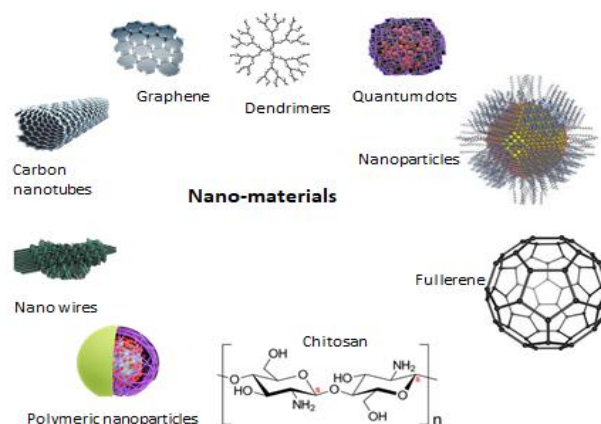 Graphene
Dendrimers
Quantum dots
Carbon
nanotubes
Nanoparticles
Nano-materials
Nano wires
Fullerene
Chitosan
OH
NH2
O
HO
NH2
O
O
HO
O
OH
n
Polymeric nanoparticles